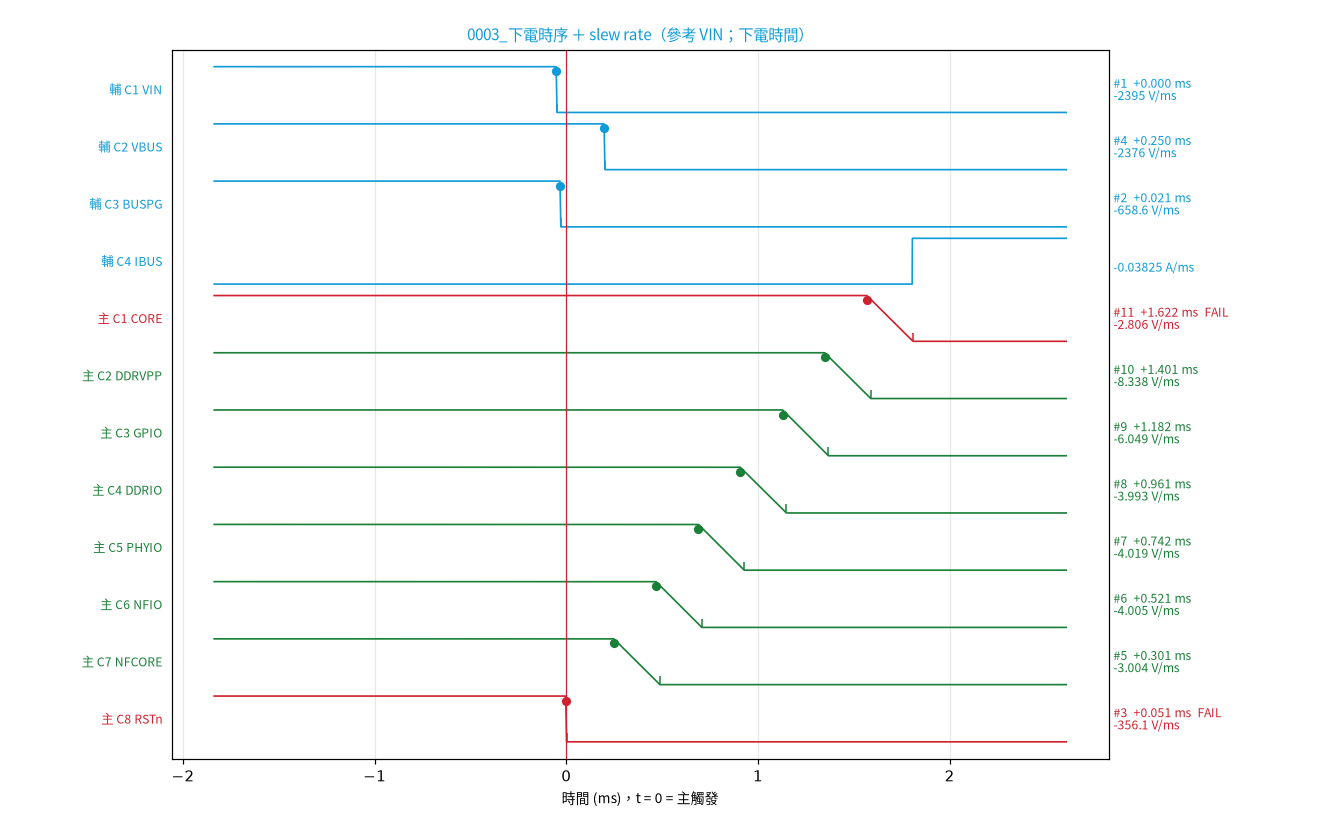 0003_下電時序 ＋ slew rate（參考 VIN；下電時間）
輔 C1 VIN
#1 +0.000 ms
-2395 V/ms
輔 C2 VBUS
#4 +0.250 ms
-2376 V/ms
輔 C3 BUSPG
#2 +0.021 ms
-658.6 V/ms
輔 C4 IBUS
-0.03825 A/ms
主 C1 CORE
#11 +1.622 ms FAIL
-2.806 V/ms
主 C2 DDRVPP
#10 +1.401 ms
-8.338 V/ms
主 C3 GPIO
#9 +1.182 ms
-6.049 V/ms
主 C4 DDRIO
#8 +0.961 ms
-3.993 V/ms
主 C5 PHYIO
#7 +0.742 ms
-4.019 V/ms
主 C6 NFIO
#6 +0.521 ms
-4.005 V/ms
主 C7 NFCORE
#5 +0.301 ms
-3.004 V/ms
主 C8 RSTn
#3 +0.051 ms FAIL
-356.1 V/ms
−2 −1 0 1 2
時間 (ms)，t = 0 = 主觸發